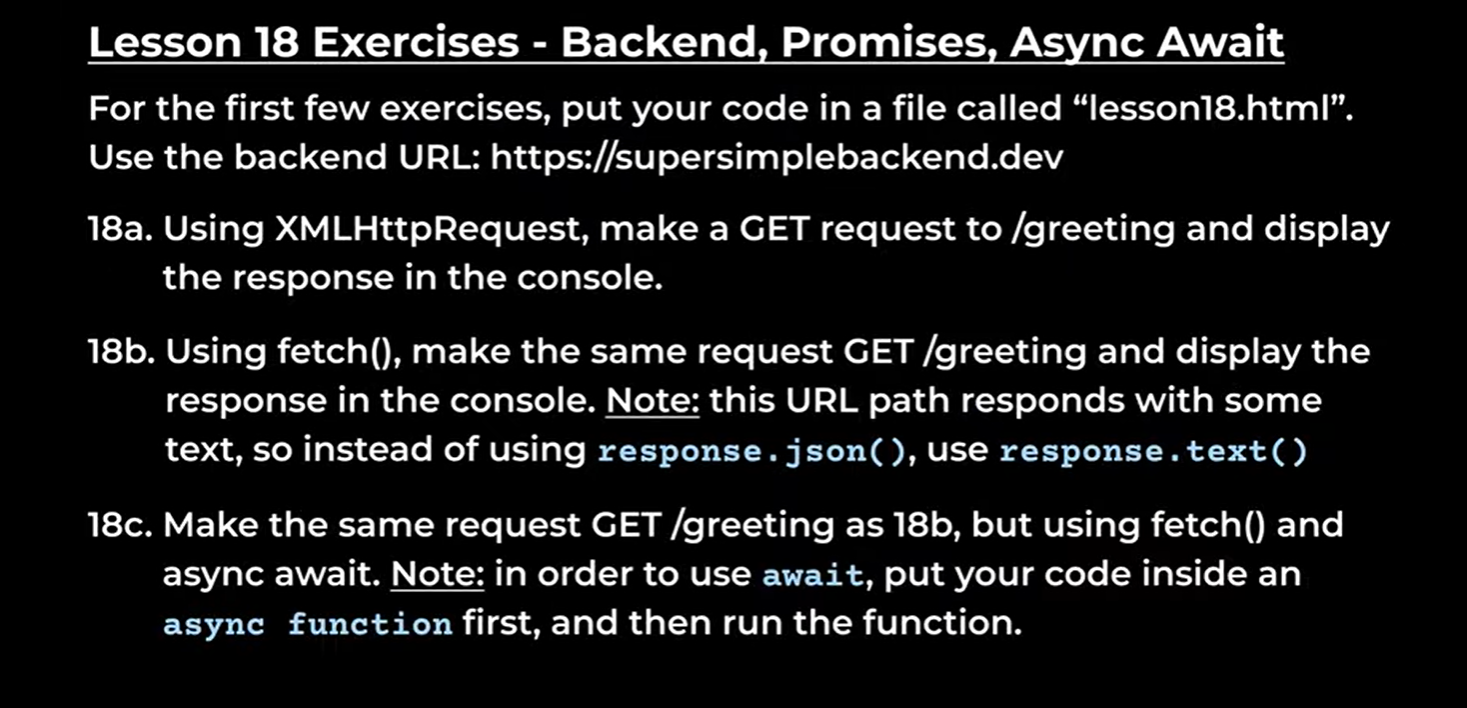 Lesson 18 Exercises - Backend, Promises, Async Await
For the first few exercises, put your code in a file called “lesson18.html”.
Use the backend URL: https://supersimplebackend.dev
18a. Using XMLHttpRequest, make a GET request to /greeting and display
the response in the console.
18b. Using fetch(), make the same request GET /greeting and display the
response in the console. Note: this URL path responds with some
text, so instead of using response.json(), use response.text()
18c. Make the same request GET /greeting as 18b, but using fetch() and
async await. Note: in order to use await, put your code inside an
async function first, and then run the function.